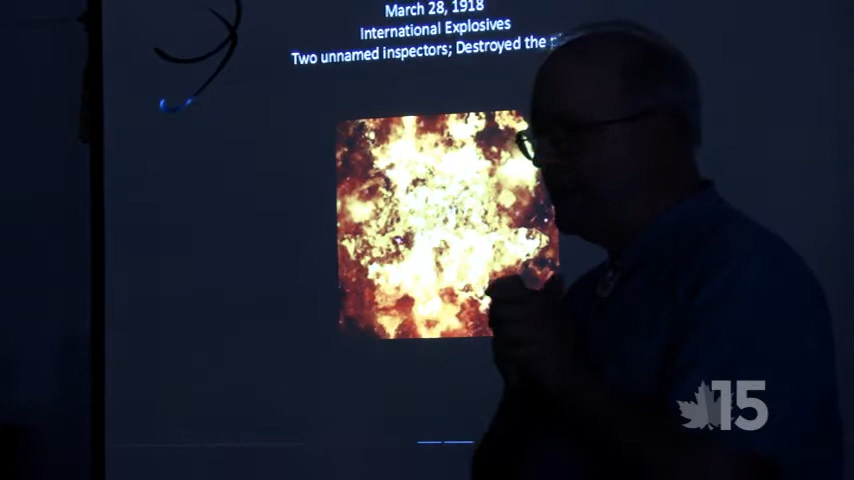 March 28, 1918
International Explosives
Two unnamed inspectors; Destroyed the
15